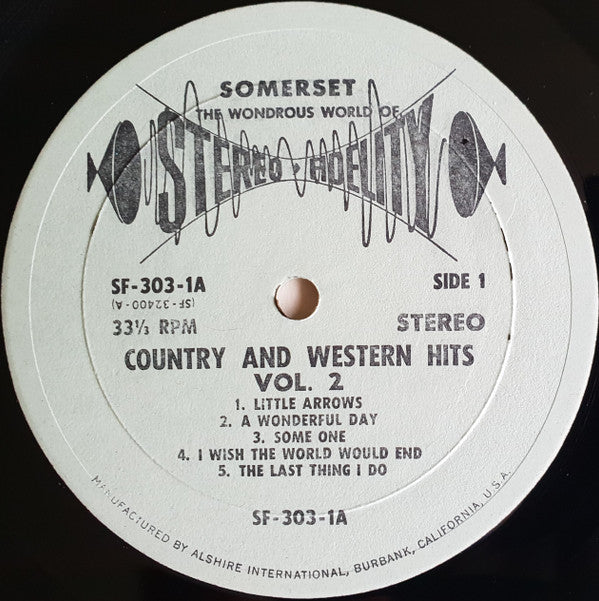 SOMERSET
THE WONDROUS WORLD OF
STEREO-FIDELITY
SF-303-1A
SIDE 1
(SF-32400-A)
33⅓ RPM
STEREO
COUNTRY AND WESTERN HITS
VOL. 2
1. LITTLE ARROWS
2. A WONDERFUL DAY
3. SOME ONE
4. I WISH THE WORLD WOULD END
5. THE LAST THING I DO
SF-303-1A
MANUFACTURED BY ALSHIRE INTERNATIONAL, BURBANK, CALIFORNIA, U.S.A.